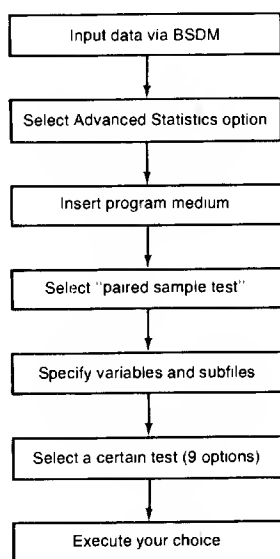 Input data via BSDM
Select Advanced Statistics option
Insert program medium
Select "paired sample test"
Specify variables and subfiles
Select a certain test (9 options)
Execute your choice